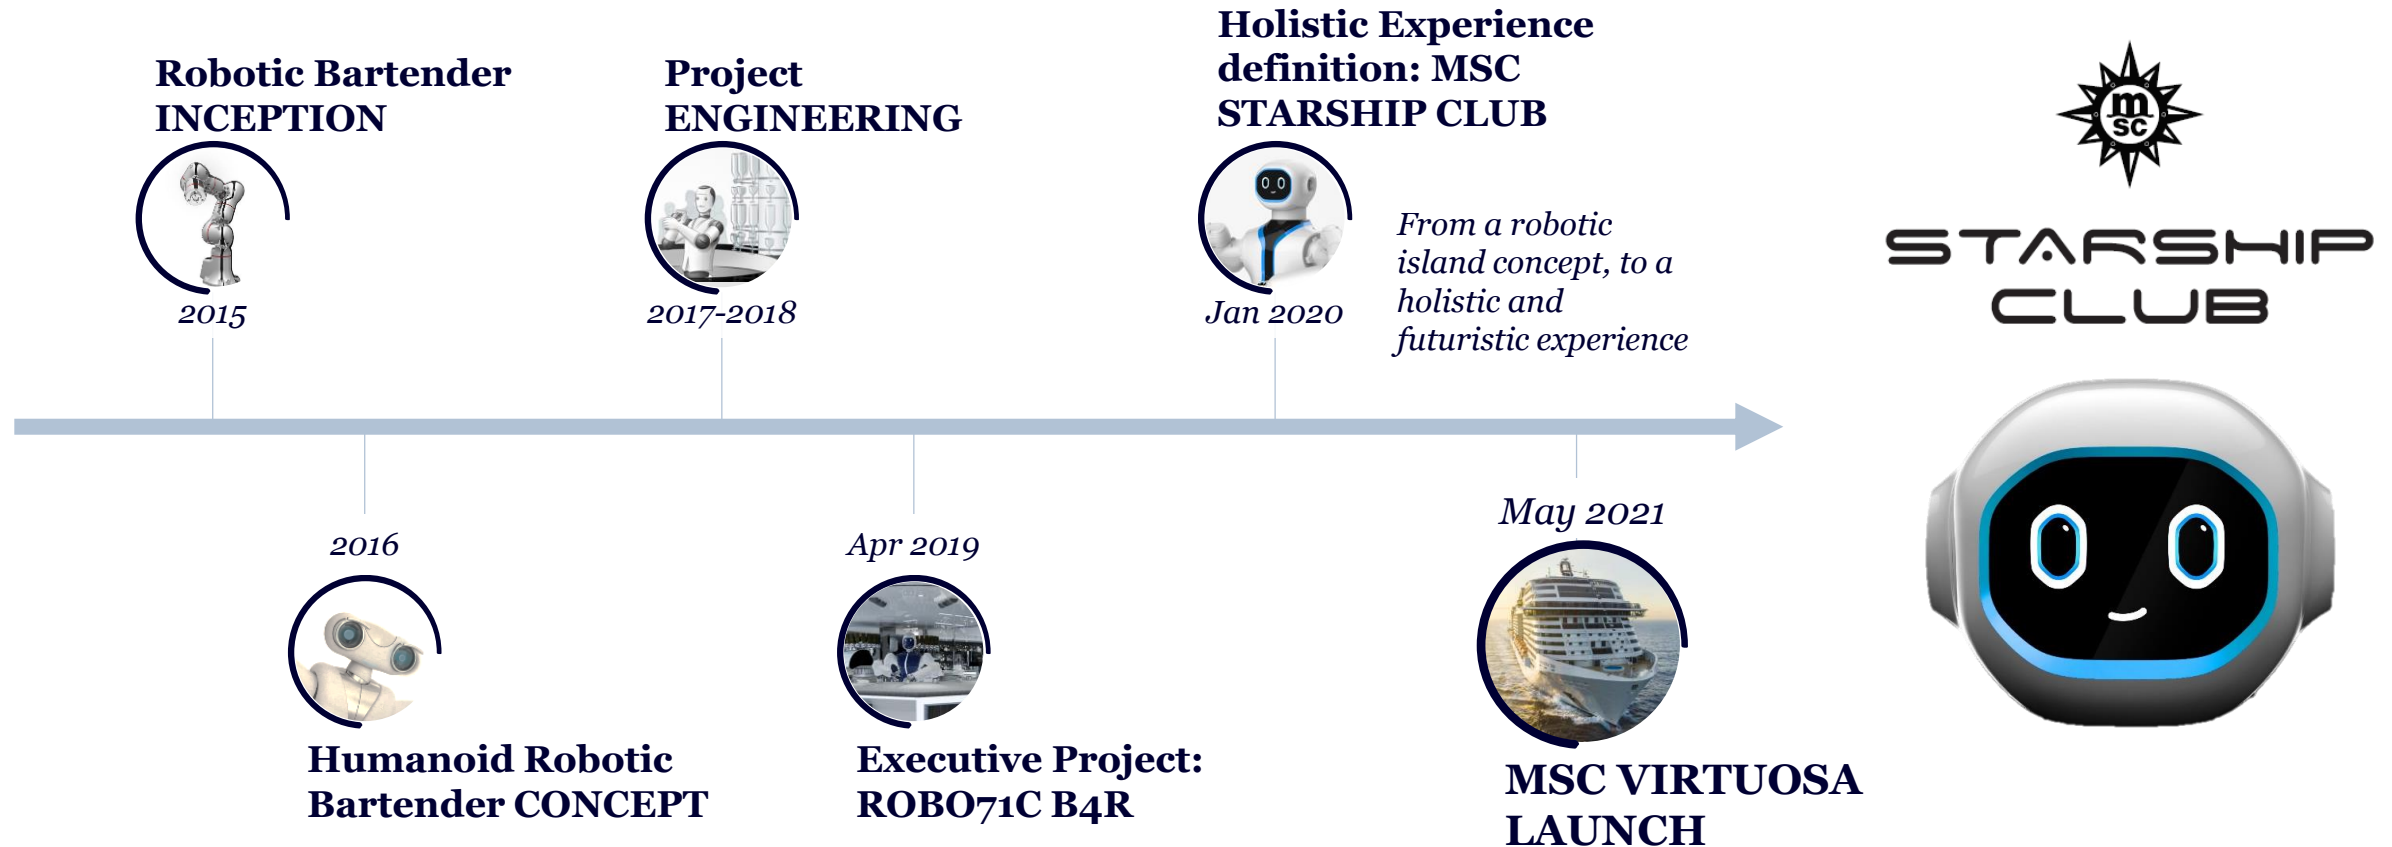 Robotic Bartender
INCEPTION
2015
2016
Humanoid Robotic
Bartender CONCEPT
Project
ENGINEERING
2017-2018
Apr 2019
Executive Project:
ROBO71C B4R
Holistic Experience
definition: MSC
STARSHIP CLUB
Jan 2020
From a robotic
island concept, to a
holistic and
futuristic experience
May 2021
MSC VIRTUOSA
LAUNCH
m
SC
STARSHIP
CLUB